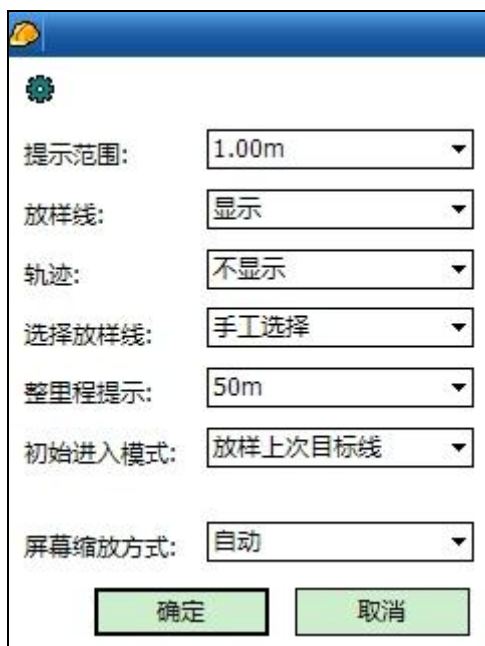 提示范围: 1.00m
放样线: 显示
轨迹: 不显示
选择放样线: 手工选择
整里程提示: 50m
初始进入模式: 放样上次目标线
屏幕缩放方式: 自动
确定 取消